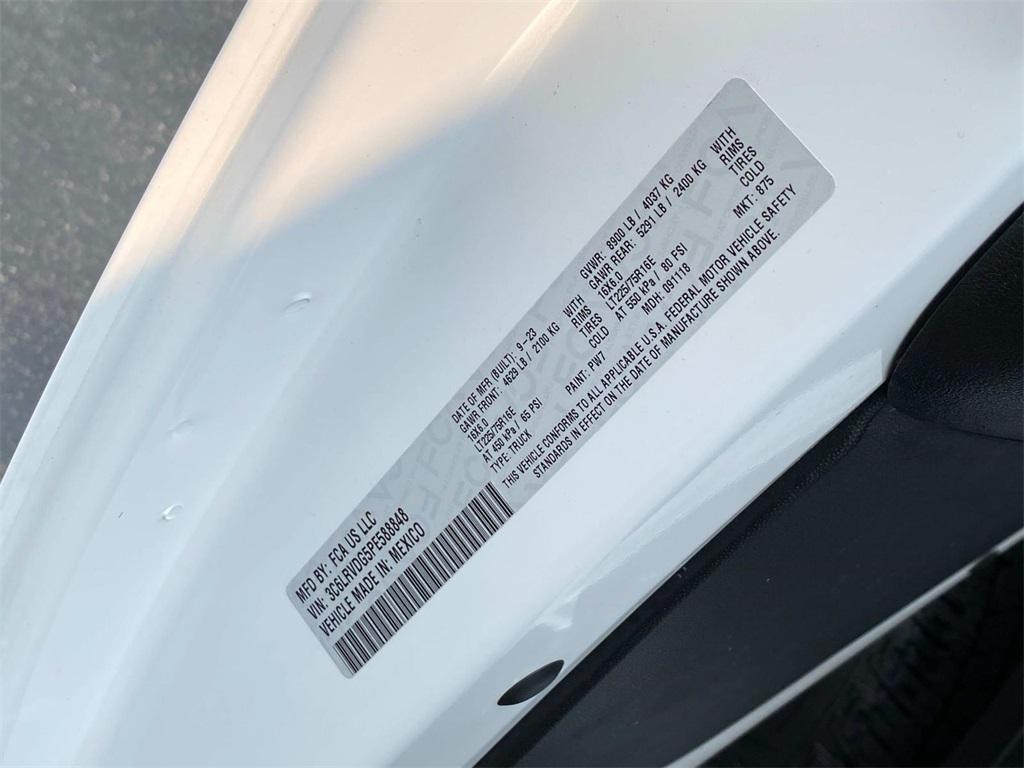 MFD BY: FCA US LLC
VIN: 3C6LRVDG5PE588848
VEHICLE MADE IN: MEXICO
DATE OF MFR (BUILT): 9-23 GVWR: 8900 LB / 4037 KG
GAWR FRONT: 4629 LB / 2100 KG WITH GAWR REAR: 5291 LB / 2400 KG WITH
16X6.0 RIMS 16X6.0 RIMS
LT225/75R16E TIRES LT225/75R16E TIRES
AT 450 kPa / 65 PSI COLD AT 550 kPa / 80 PSI COLD
TYPE: TRUCK PAINT: PW7 MDH: 091118 MKT: 875
THIS VEHICLE CONFORMS TO ALL APPLICABLE U.S.A. FEDERAL MOTOR VEHICLE SAFETY
STANDARDS IN EFFECT ON THE DATE OF MANUFACTURE SHOWN ABOVE.